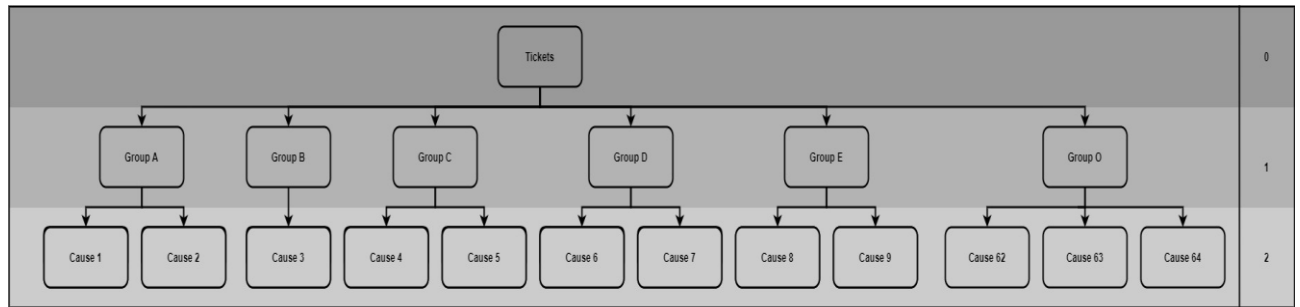 Tickets
0
Group A
Group B
Group C
Group D
Group E
Group O
1
Cause 1
Cause 2
Cause 3
Cause 4
Cause 5
Cause 6
Cause 7
Cause 8
Cause 9
Cause 62
Cause 63
Cause 64
2